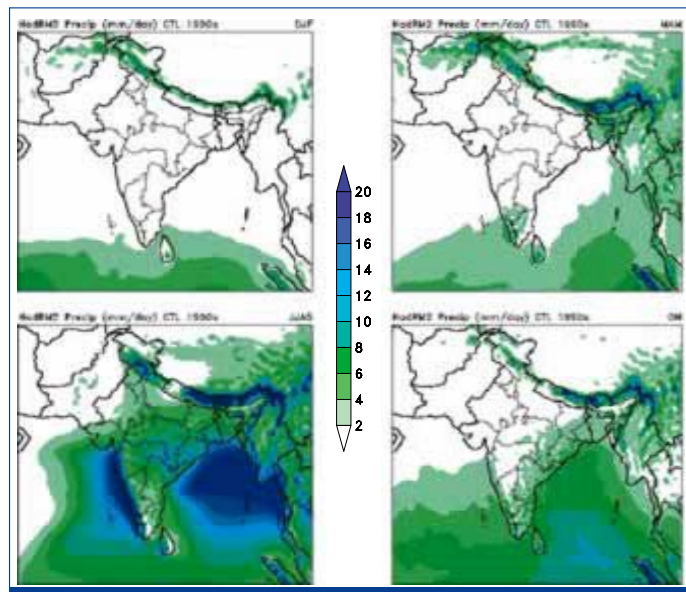 HadRM2 Precip (mm/day) CTL 1990s DJF
HadRM2 Precip (mm/day) CTL 1990s MAM
20
18
16
14
12
10
8
6
4
2
HadRM2 Precip (mm/day) CTL 1990s JJAS
HadRM2 Precip (mm/day) CTL 1990s ON